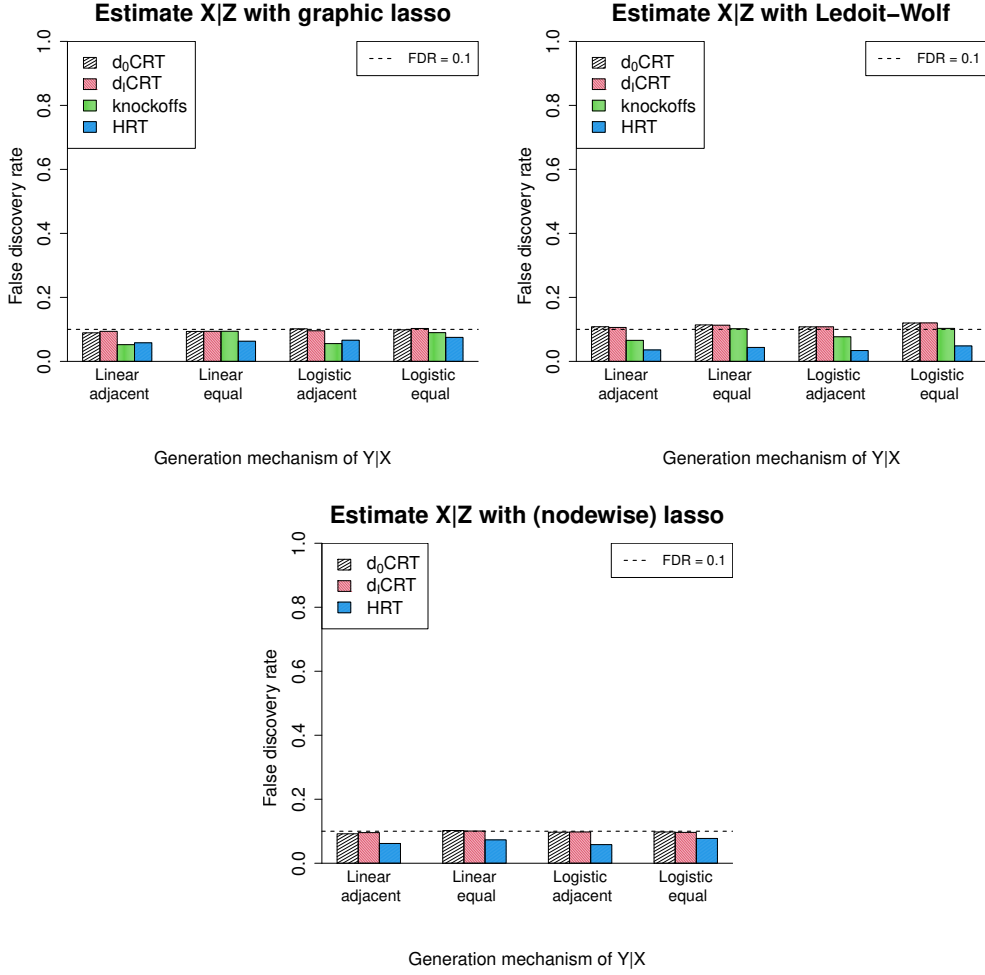 Estimate X|Z with graphic lasso
d0CRT
dICRT
knockoffs
HRT
FDR = 0.1
False discovery rate
0.0
0.2
0.4
0.6
0.8
1.0
Linear
adjacent
Linear
equal
Logistic
adjacent
Logistic
equal
Generation mechanism of Y|X
Estimate X|Z with Ledoit−Wolf
d0CRT
dICRT
knockoffs
HRT
FDR = 0.1
False discovery rate
0.0
0.2
0.4
0.6
0.8
1.0
Linear
adjacent
Linear
equal
Logistic
adjacent
Logistic
equal
Generation mechanism of Y|X
Estimate X|Z with (nodewise) lasso
d0CRT
dICRT
HRT
FDR = 0.1
False discovery rate
0.0
0.2
0.4
0.6
0.8
1.0
Linear
adjacent
Linear
equal
Logistic
adjacent
Logistic
equal
Generation mechanism of Y|X